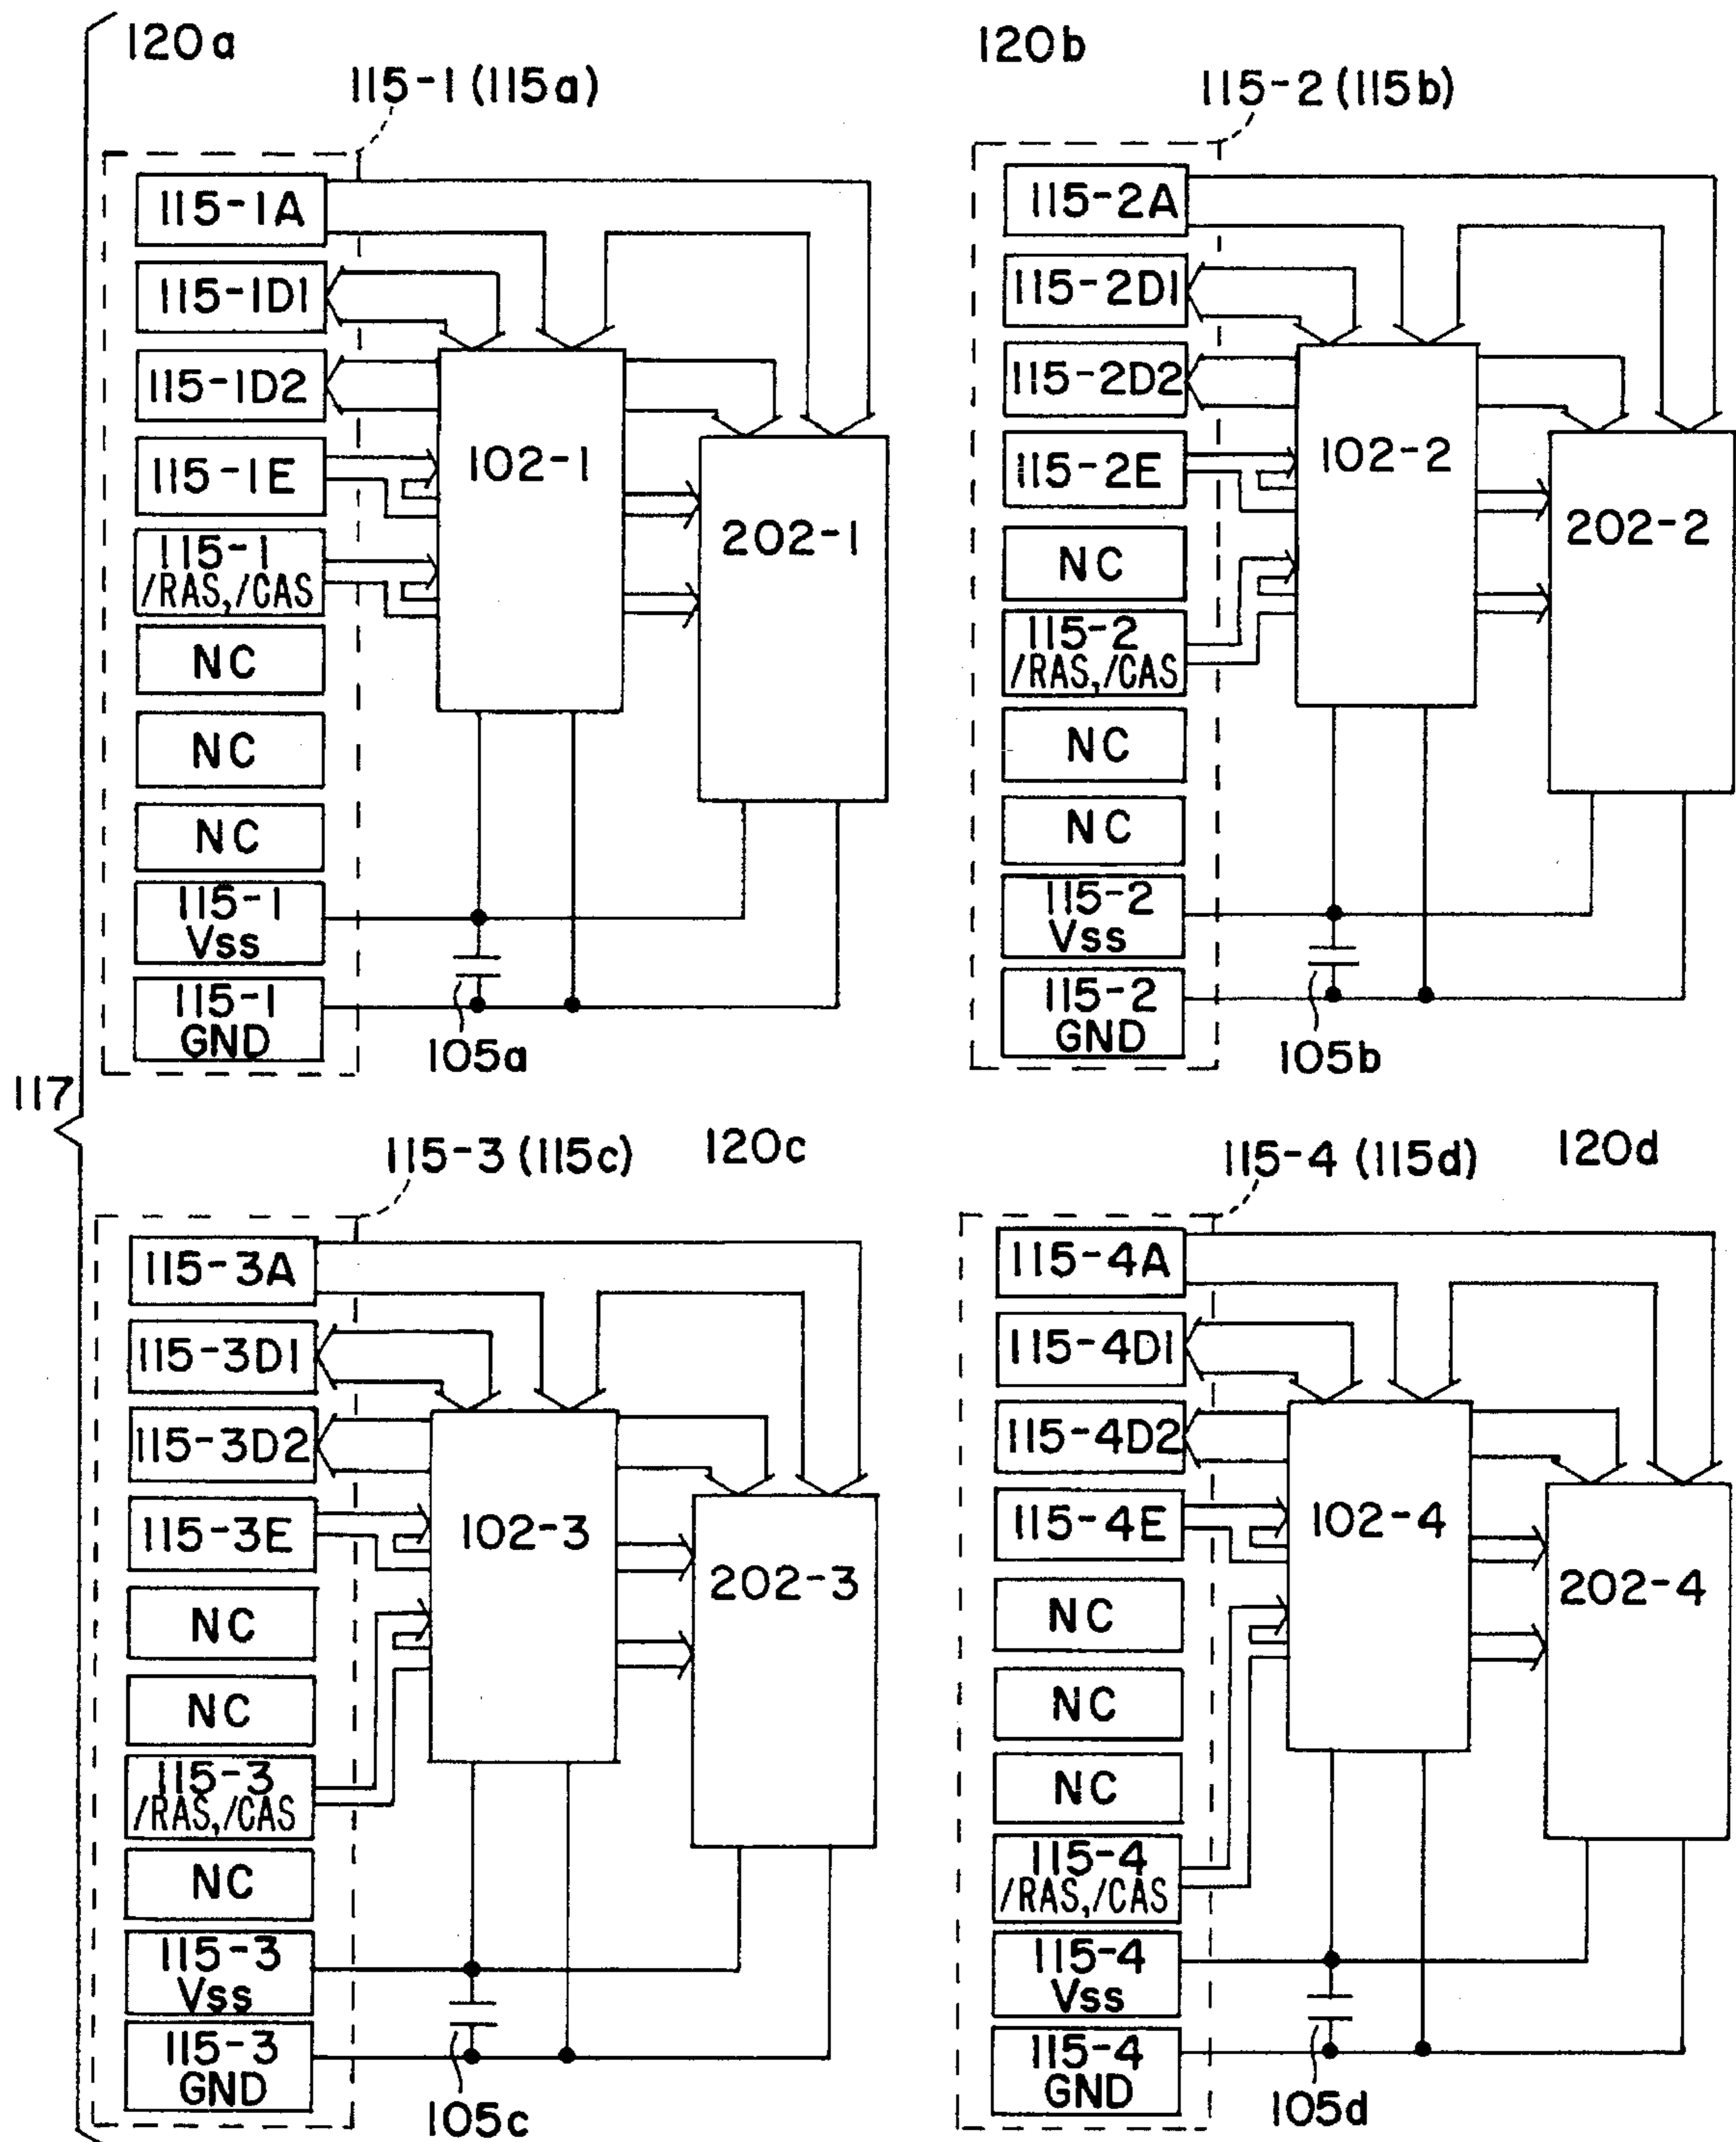 120a
115-1 (115a)
115-1A
115-1D1
115-1D2
115-1E
115-1
/RAS, /CAS
NC
NC
NC
115-1
Vss
115-1
GND
102-1
202-1
105a
120b
115-2 (115b)
115-2A
115-2D1
115-2D2
115-2E
NC
115-2
/RAS, /CAS
NC
NC
115-2
Vss
115-2
GND
102-2
202-2
105b
117
115-3 (115c)
120c
115-3A
115-3D1
115-3D2
115-3E
NC
NC
115-3
/RAS, /CAS
NC
115-3
Vss
115-3
GND
102-3
202-3
105c
115-4 (115d)
120d
115-4A
115-4D1
115-4D2
115-4E
NC
NC
NC
115-4
/RAS, /CAS
115-4
Vss
115-4
GND
102-4
202-4
105d